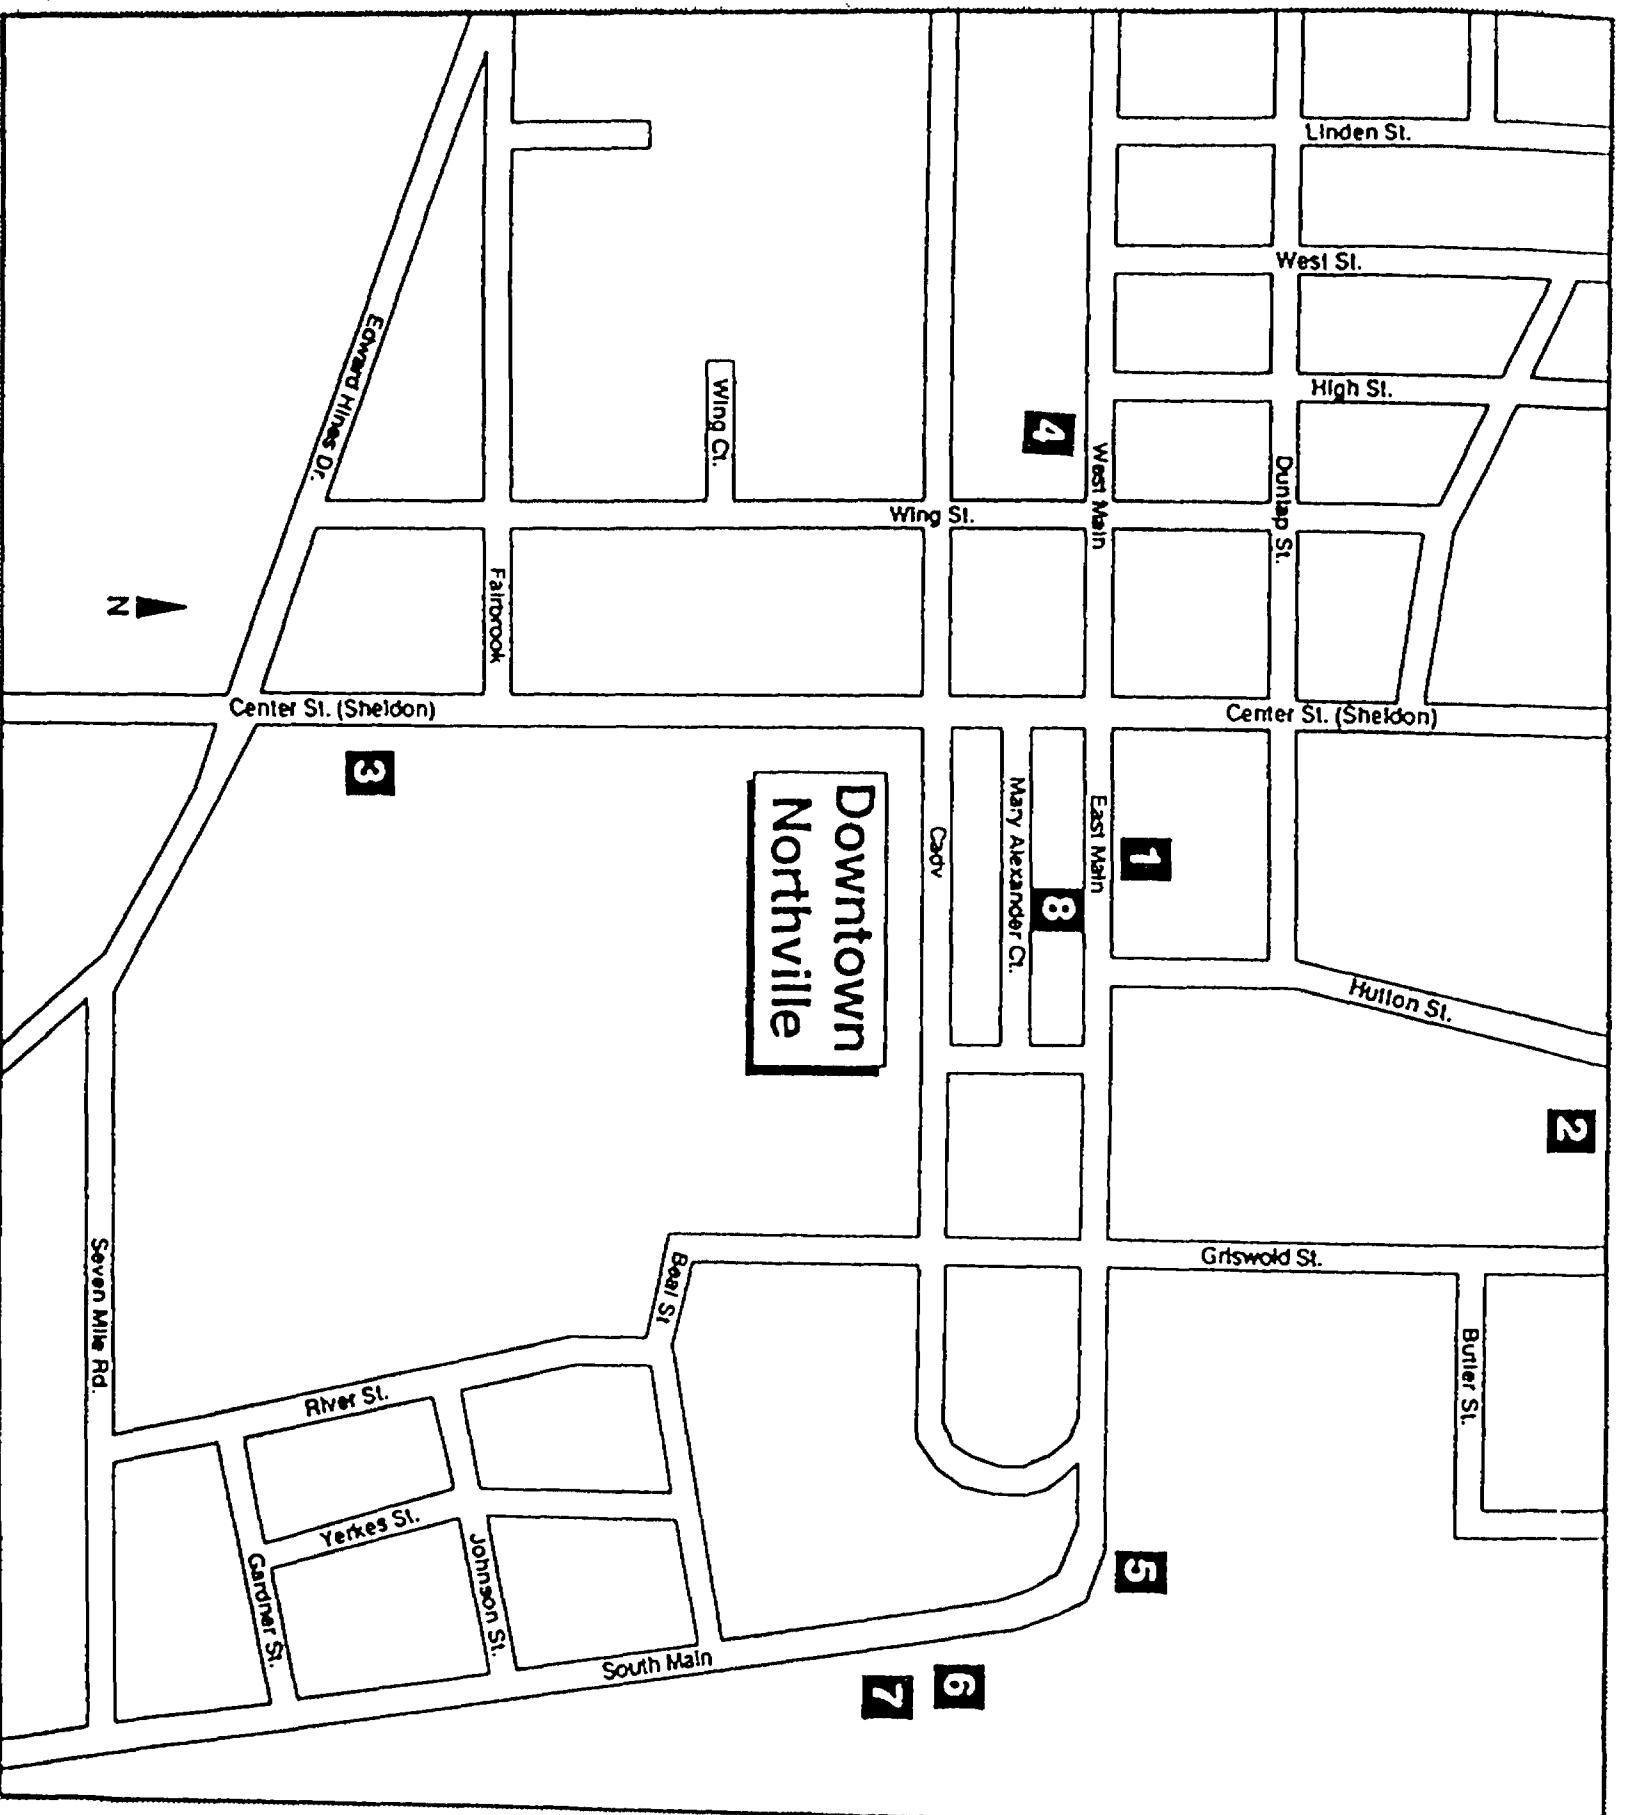 Linden St.
West St.
High St.
Dunlap St.
West Main
4
Wing St.
Wing Ct.
Edward Hines Dr.
Fairbrook
N
Center St. (Sheldon)
Center St. (Sheldon)
3
Downtown
Northville
Cady
Mary Alexander Ct.
East Main
1
8
Hutton St.
2
Griswold St.
Butler St.
Beal St
Seven Mile Rd.
River St.
Yerkes St.
Johnson St.
Gardner St.
South Main
5
6
7